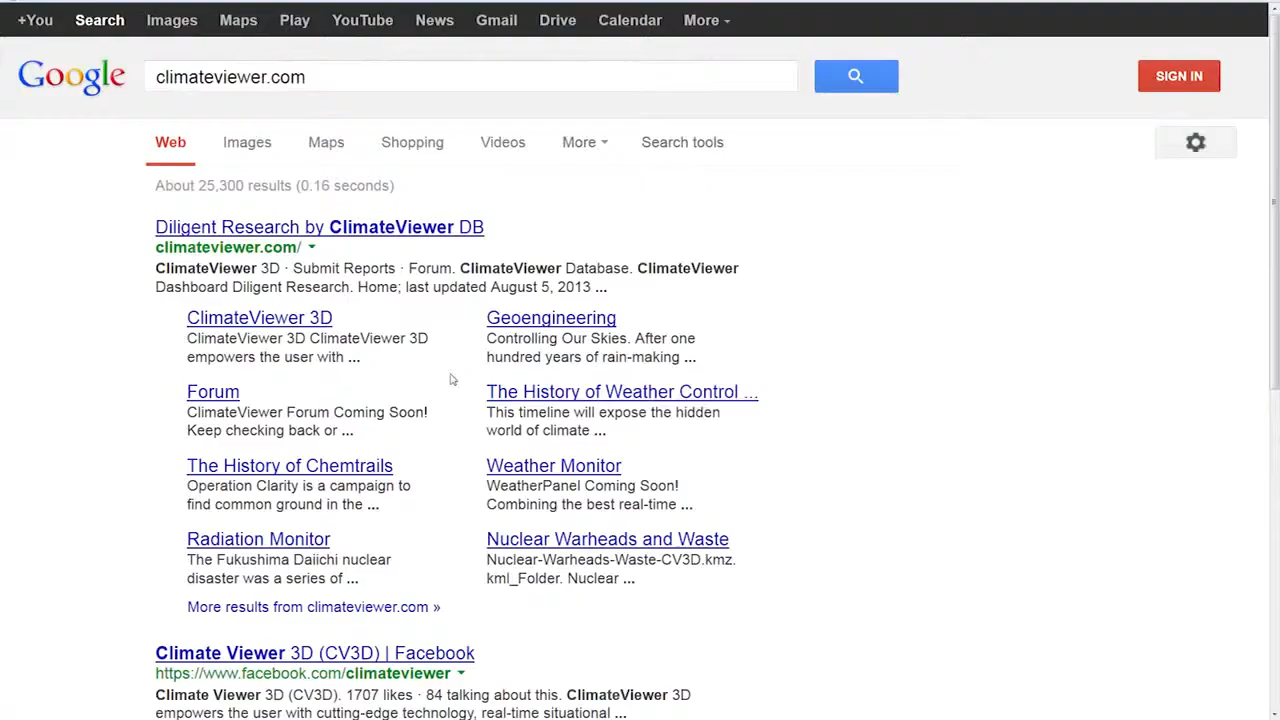 +You Search Images Maps Play YouTube News Gmail Drive Calendar More
Google climateviewer.com SIGN IN
Web Images Maps Shopping Videos More Search tools
About 25,300 results (0.16 seconds)
Diligent Research by ClimateViewer DB
climateviewer.com/
ClimateViewer 3D · Submit Reports · Forum. ClimateViewer Database. ClimateViewer
Dashboard Diligent Research. Home; last updated August 5, 2013 ...
ClimateViewer 3D
ClimateViewer 3D ClimateViewer 3D
empowers the user with ...
Geoengineering
Controlling Our Skies. After one
hundred years of rain-making ...
Forum
ClimateViewer Forum Coming Soon!
Keep checking back or ...
The History of Weather Control ...
This timeline will expose the hidden
world of climate ...
The History of Chemtrails
Operation Clarity is a campaign to
find common ground in the ...
Weather Monitor
WeatherPanel Coming Soon!
Combining the best real-time ...
Radiation Monitor
The Fukushima Daiichi nuclear
disaster was a series of ...
Nuclear Warheads and Waste
Nuclear-Warheads-Waste-CV3D.kmz.
kml_Folder. Nuclear ...
More results from climateviewer.com »
Climate Viewer 3D (CV3D) | Facebook
https://www.facebook.com/climateviewer
Climate Viewer 3D (CV3D). 1707 likes · 84 talking about this. ClimateViewer 3D
empowers the user with cutting-edge technology, real-time situational ...